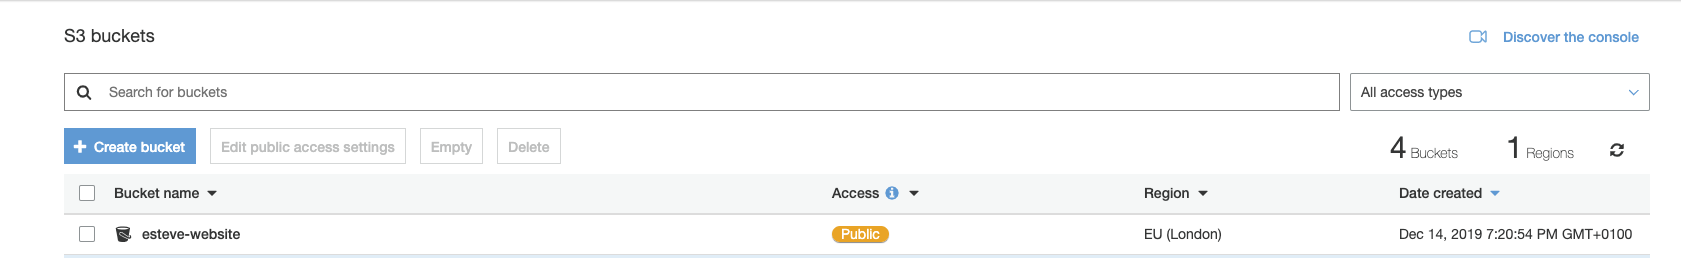 S3 buckets
Discover the console
Search for buckets
All access types
Create bucket
Edit public access settings
Empty
Delete
4 Buckets
1 Regions
Bucket name
Access
Region
Date created
esteve-website
Public
EU (London)
Dec 14, 2019 7:20:54 PM GMT+0100